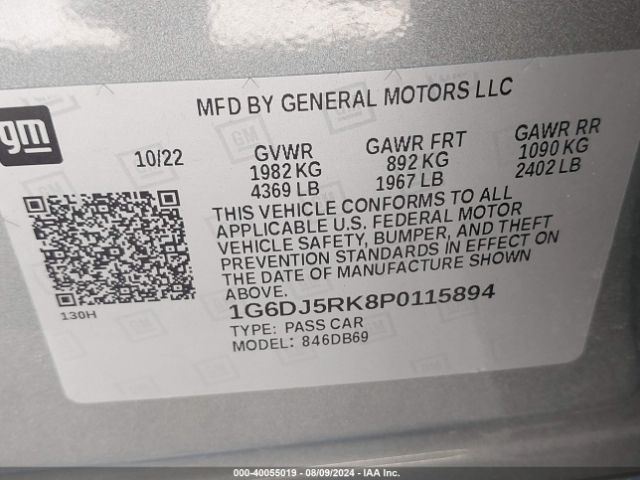 gm
MFD BY GENERAL MOTORS LLC
10/22
GVWR
1982 KG
4369 LB
GAWR FRT
892 KG
1967 LB
GAWR RR
1090 KG
2402 LB
THIS VEHICLE CONFORMS TO ALL
APPLICABLE U.S. FEDERAL MOTOR
VEHICLE SAFETY, BUMPER, AND THEFT
PREVENTION STANDARDS IN EFFECT ON
THE DATE OF MANUFACTURE SHOWN
ABOVE.
130H
1G6DJ5RK8P0115894
TYPE: PASS CAR
MODEL: 846DB69
000-40055019 - 08/09/2024 - IAA Inc.